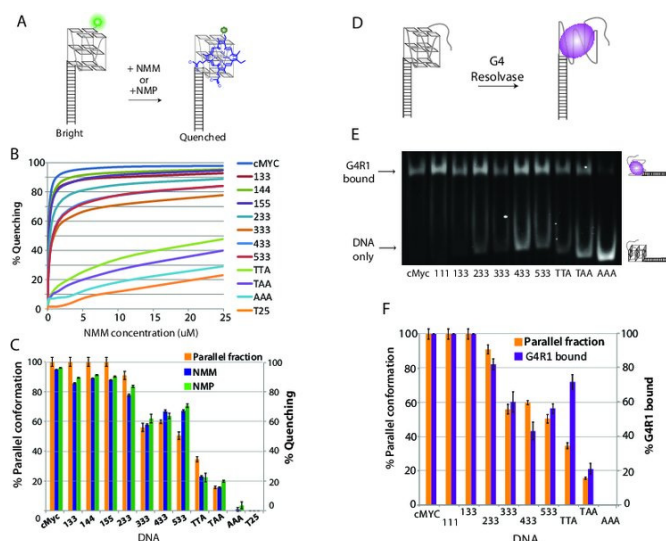 A
+ NMM
or
+NMP
Bright
Quenched
B
% Quenching
100
80
60
40
20
0
0
5
10
15
20
25
NMM concentration (uM)
cMYC
133
144
155
233
333
433
533
TTA
TAA
AAA
T25
C
% Parallel conformation
100
80
60
40
20
0
Parallel fraction
NMM
NMP
100
80
60
40
20
0
% Quenching
cMyc
133
144
155
233
333
433
533
TTA
TAA
AAA
T25
DNA
D
G4
Resolvase
E
G4R1
bound
DNA
only
cMyc 111 133 233 333 433 533 TTA TAA AAA
F
% Parallel conformation
100
80
60
40
20
0
Parallel fraction
G4R1 bound
100
80
60
40
20
0
% G4R1 bound
cMYC
111
133
233
333
433
533
TTA
TAA
AAA
DNA